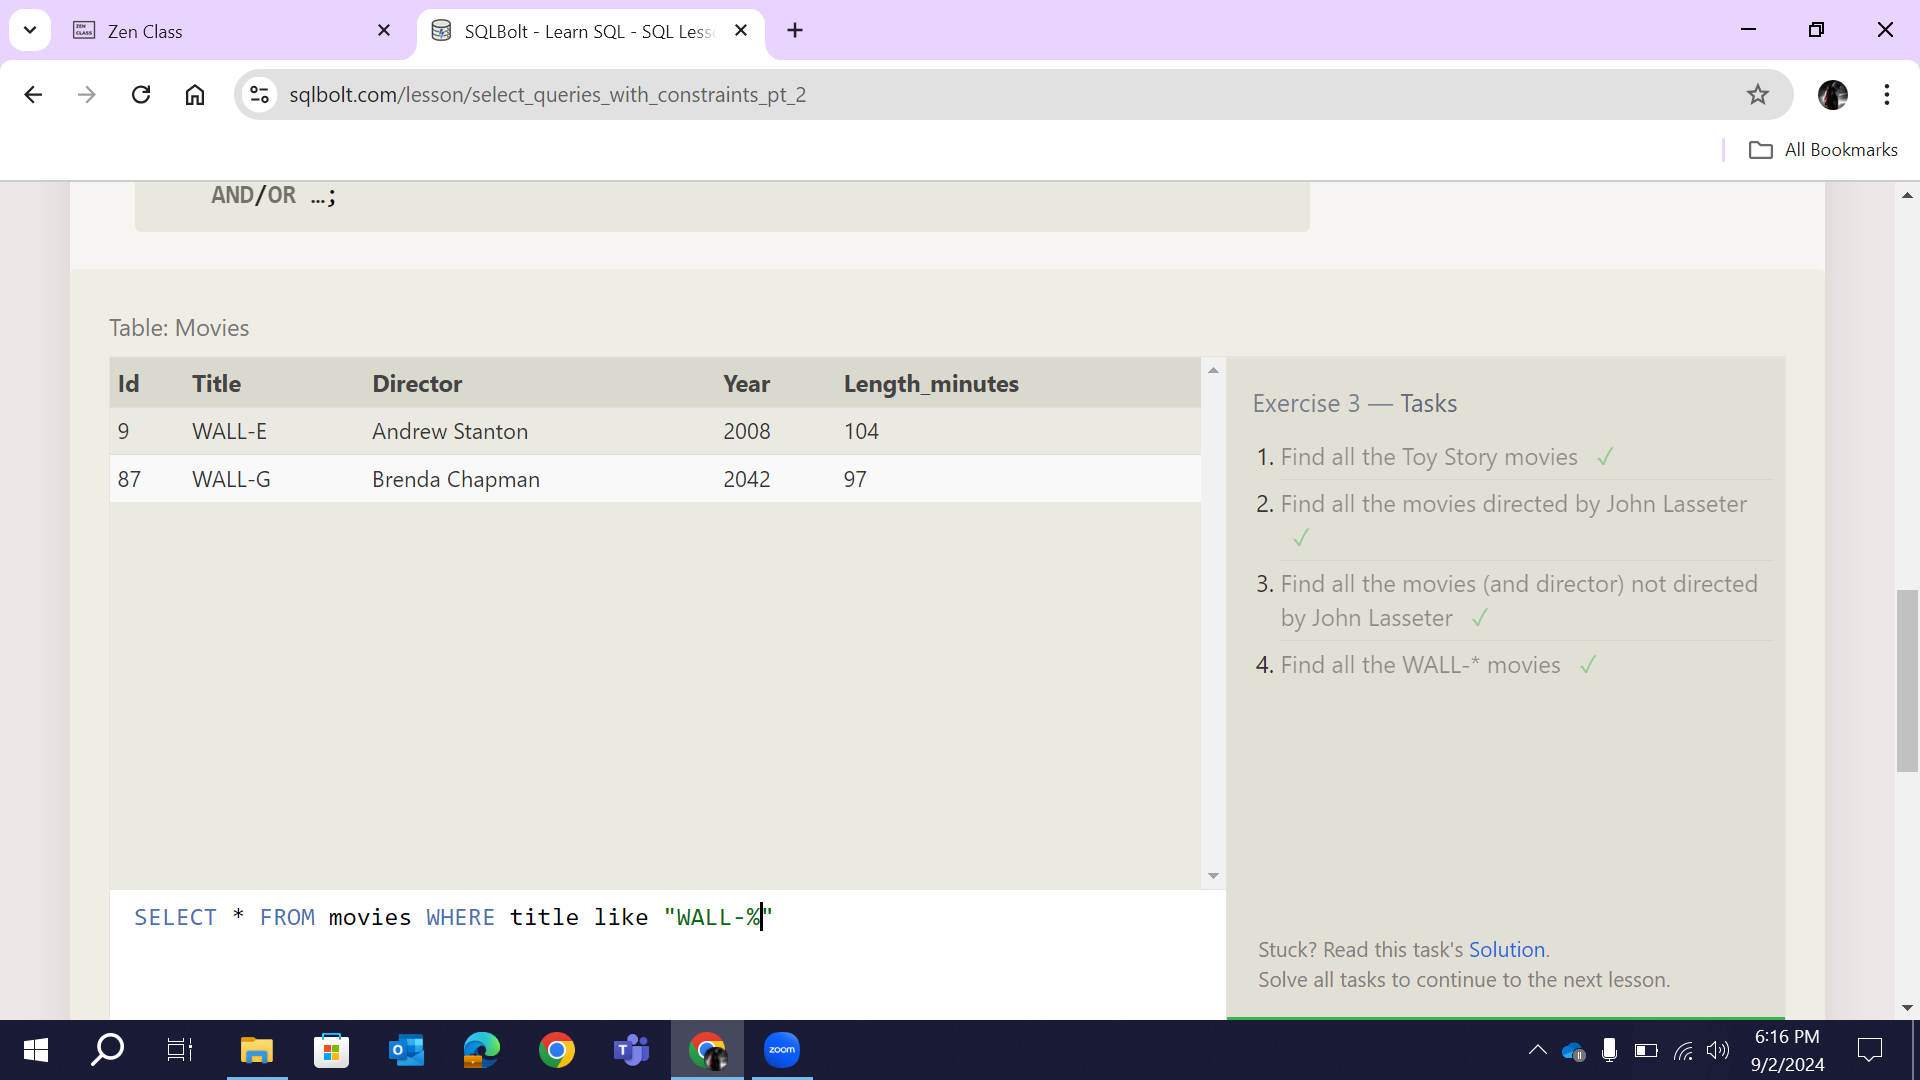 Zen Class
SQLBolt - Learn SQL - SQL Less
sqlbolt.com/lesson/select_queries_with_constraints_pt_2
All Bookmarks
AND/OR …;
Table: Movies
Id Title Director Year Length_minutes
9 WALL-E Andrew Stanton 2008 104
87 WALL-G Brenda Chapman 2042 97
Exercise 3 — Tasks
1. Find all the Toy Story movies ✓
2. Find all the movies directed by John Lasseter
✓
3. Find all the movies (and director) not directed
by John Lasseter ✓
4. Find all the WALL-* movies ✓
SELECT * FROM movies WHERE title like "WALL-%"
Stuck? Read this task's Solution.
Solve all tasks to continue to the next lesson.
zoom
6:16 PM
9/2/2024